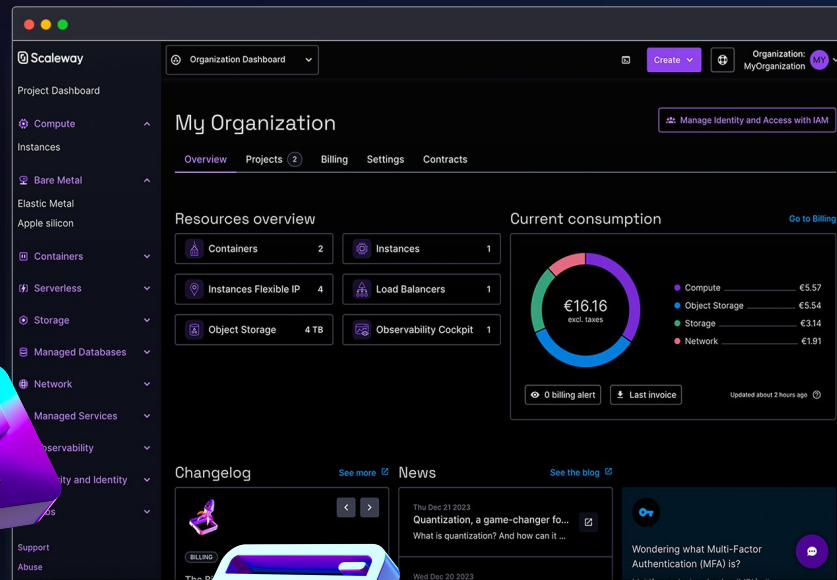 Scaleway
Organization Dashboard
Create
Organization:
MyOrganization
MY
Project Dashboard
Compute
Instances
Bare Metal
Elastic Metal
Apple silicon
Containers
Serverless
Storage
Managed Databases
Network
Managed Services
Support
Abuse
My Organization
Manage Identity and Access with IAM
Overview
Projects 2
Billing
Settings
Contracts
Resources overview
Containers 2
Instances 1
Instances Flexible IP 4
Load Balancers 1
Object Storage 4 TB
Observability Cockpit 1
Current consumption
Go to Billing
€16.16
excl. taxes
Compute €5.57
Object Storage €5.54
Storage €3.14
Network €1.91
0 billing alert
Last invoice
Updated about 2 hours ago
Changelog
See more
BILLING
News
See the blog
Thu Dec 21 2023
Quantization, a game-changer fo...
What is quantization? And how can it ...
Wed Dec 20 2023
Wondering what Multi-Factor
Authentication (MFA) is?